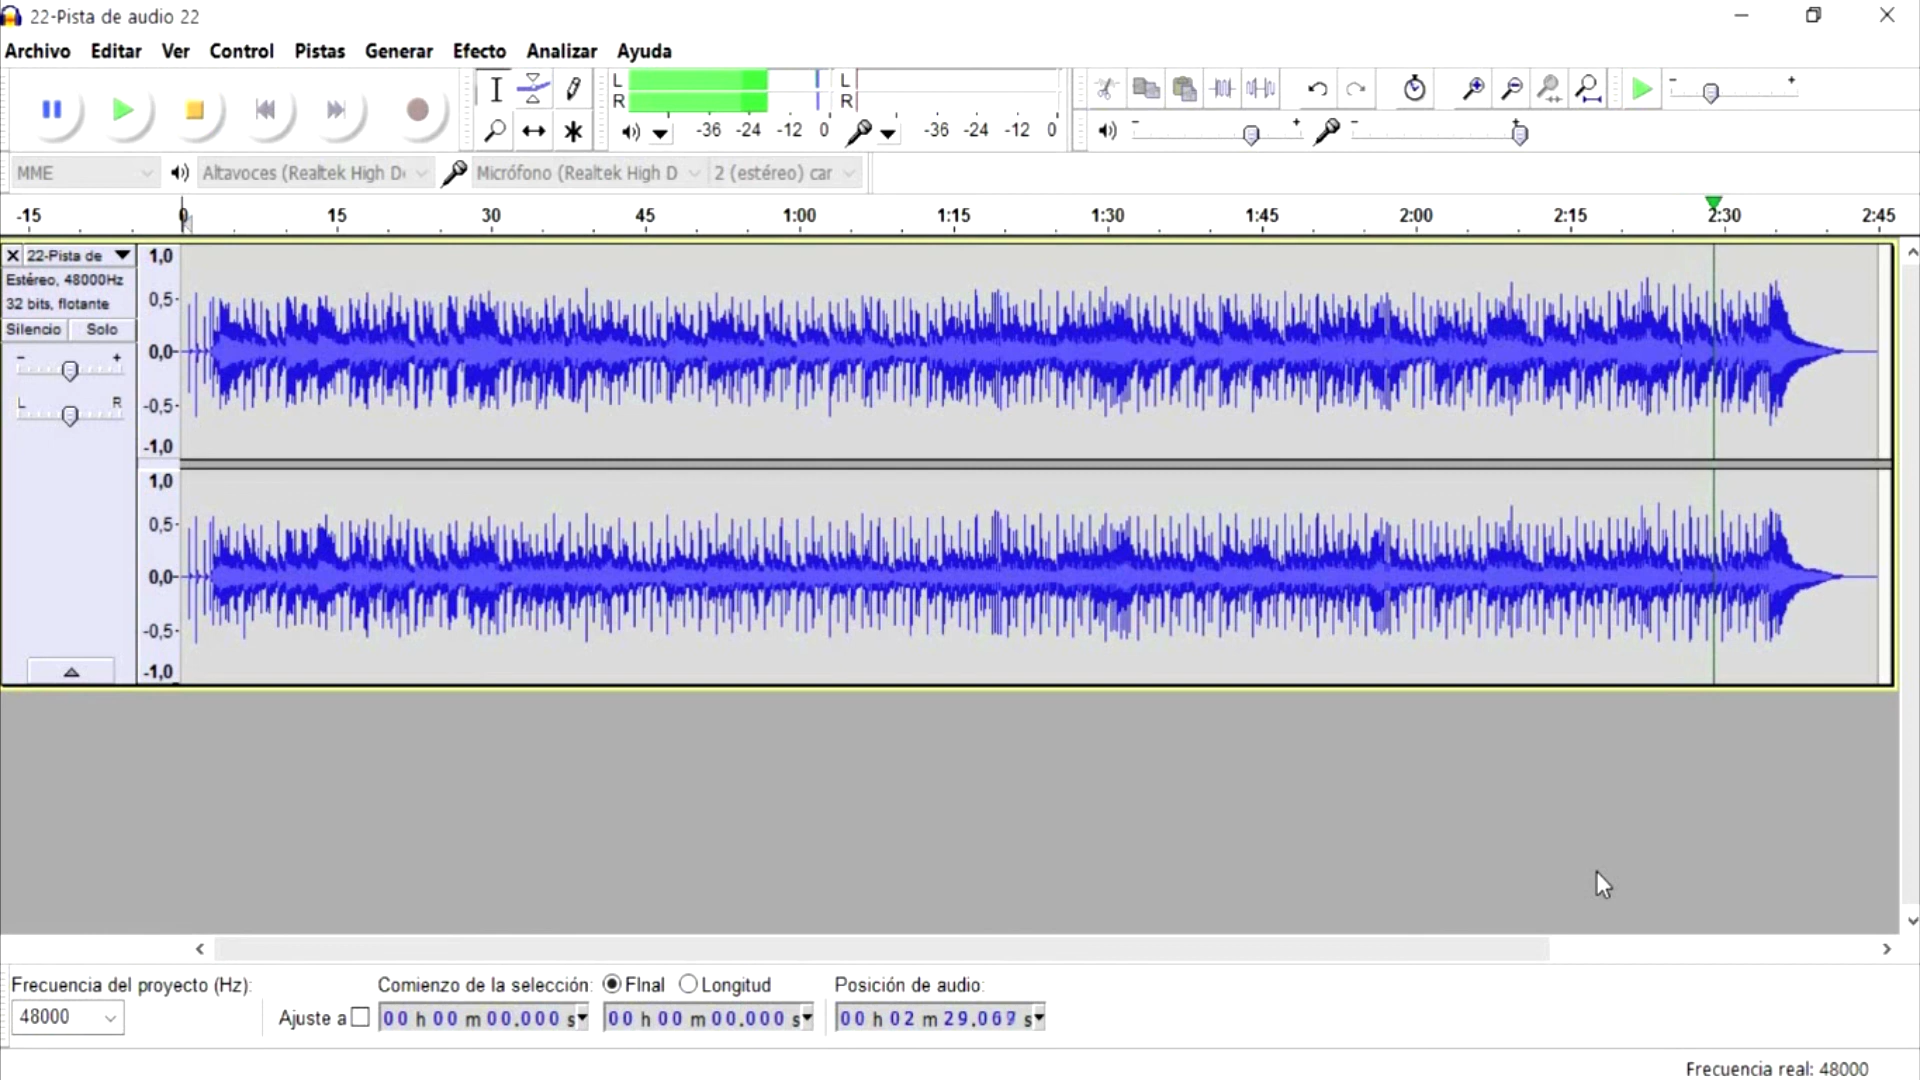 22-Pista de audio 22
Archivo Editar Ver Control Pistas Generar Efecto Analizar Ayuda
L
R
-36 -24 -12 0
L
R
-36 -24 -12 0
MME
Altavoces (Realtek High D
Micrófono (Realtek High D
2 (estéreo) car
-15 0 15 30 45 1:00 1:15 1:30 1:45 2:00 2:15 2:30 2:45
22-Pista de
Estéreo, 48000Hz
32 bits, flotante
Silencio Solo
- +
L R
1,0
0,5-
0,0-
-0,5-
-1,0
1,0
0,5-
0,0-
-0,5-
-1,0
Frecuencia del proyecto (Hz):
48000
Ajuste a
Comienzo de la selección:
FInal
Longitud
Posición de audio:
00 h 00 m 00.000 s
00 h 00 m 00.000 s
00 h 02 m 29.067 s
Frecuencia real: 48000